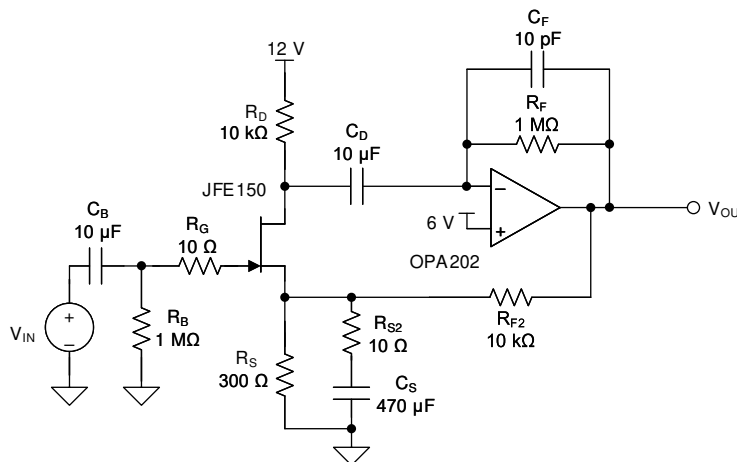 C_F
10 pF
12 V
R_F
1 MΩ
R_D
10 kΩ
C_D
10 µF
JFE150
−
+
6 V
OPA202
V_OU
C_B
10 µF
R_G
10 Ω
V_IN
+
−
R_B
1 MΩ
R_S
300 Ω
R_S2
10 Ω
C_S
470 µF
R_F2
10 kΩ